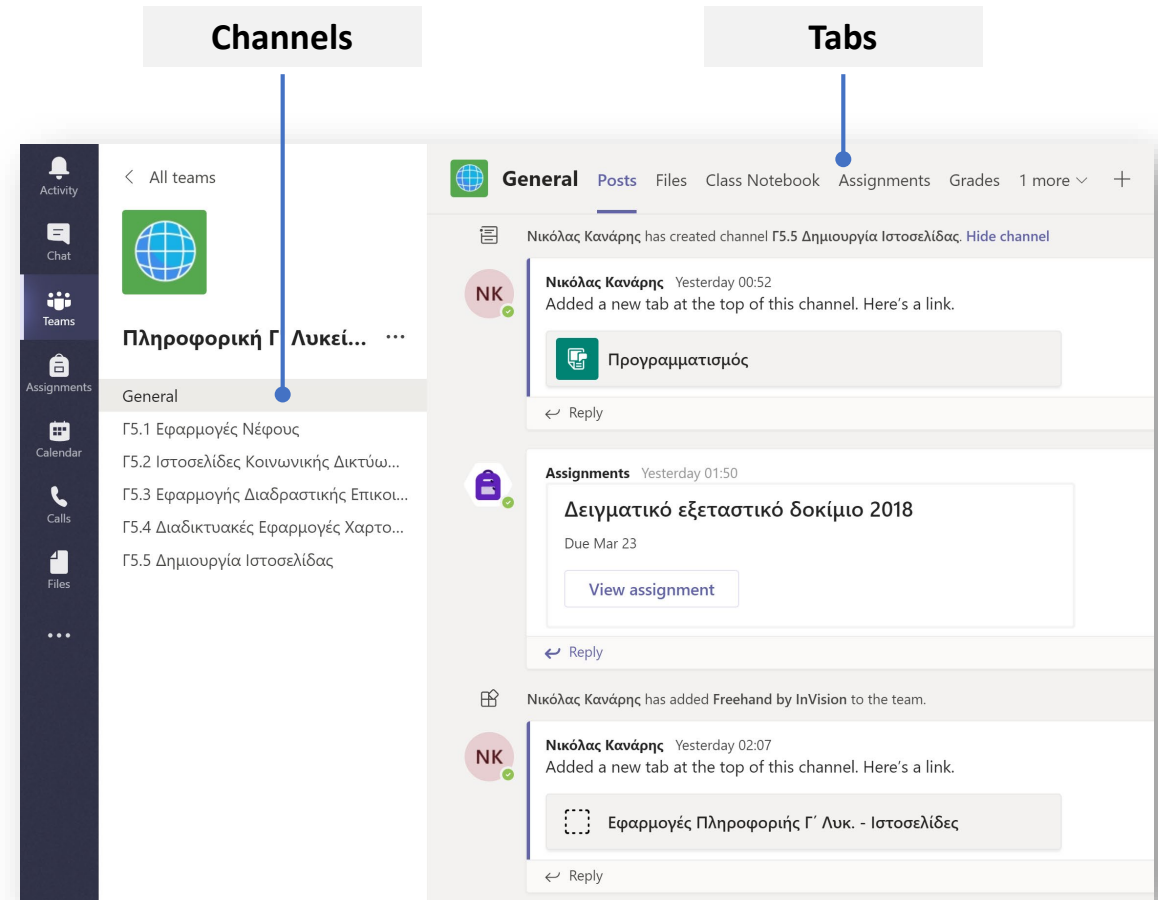 Channels
Tabs
Activity
Chat
Teams
Assignments
Calendar
Calls
Files
All teams
Πληροφορική Γ Λυκεί... ...
General
Γ5.1 Εφαρμογές Νέφους
Γ5.2 Ιστοσελίδες Κοινωνικής Δικτύω...
Γ5.3 Εφαρμογής Διαδραστικής Επικοι...
Γ5.4 Διαδικτυακές Εφαρμογές Χαρτο...
Γ5.5 Δημιουργία Ιστοσελίδας
General Posts Files Class Notebook Assignments Grades 1 more
Νικόλας Κανάρης has created channel Γ5.5 Δημιουργία Ιστοσελίδας. Hide channel
NK
Νικόλας Κανάρης Yesterday 00:52
Added a new tab at the top of this channel. Here's a link.
Προγραμματισμός
Reply
Assignments Yesterday 01:50
Δειγματικό εξεταστικό δοκίμιο 2018
Due Mar 23
View assignment
Reply
Νικόλας Κανάρης has added Freehand by InVision to the team.
NK
Νικόλας Κανάρης Yesterday 02:07
Added a new tab at the top of this channel. Here's a link.
Εφαρμογές Πληροφοριής Γ΄ Λυκ. - Ιστοσελίδες
Reply